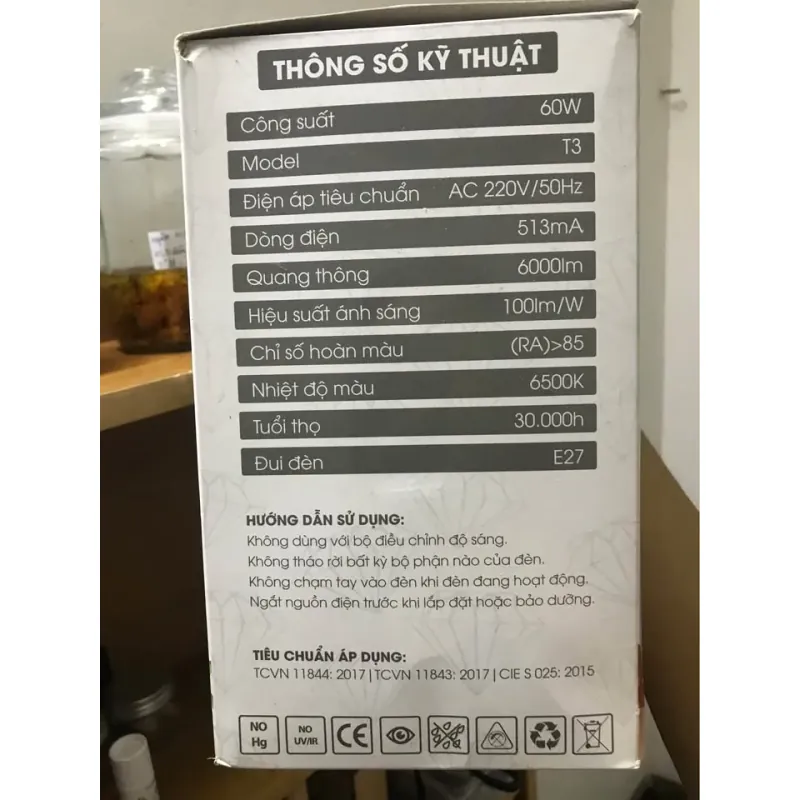 THÔNG SỐ KỸ THUẬT
Công suất 60W
Model T3
Điện áp tiêu chuẩn AC 220V/50Hz
Dòng điện 513mA
Quang thông 6000lm
Hiệu suất ánh sáng 100lm/W
Chỉ số hoàn màu (RA)>85
Nhiệt độ màu 6500K
Tuổi thọ 30.000h
Đui đèn E27
HƯỚNG DẪN SỬ DỤNG:
Không dùng với bộ điều chỉnh độ sáng.
Không tháo rời bất kỳ bộ phận nào của đèn.
Không chạm tay vào đèn khi đèn đang hoạt động.
Ngắt nguồn điện trước khi lắp đặt hoặc bảo dưỡng.
TIÊU CHUẨN ÁP DỤNG:
TCVN 11844: 2017 | TCVN 11843: 2017 | CIE S 025: 2015
NO Hg NO UV/IR CE